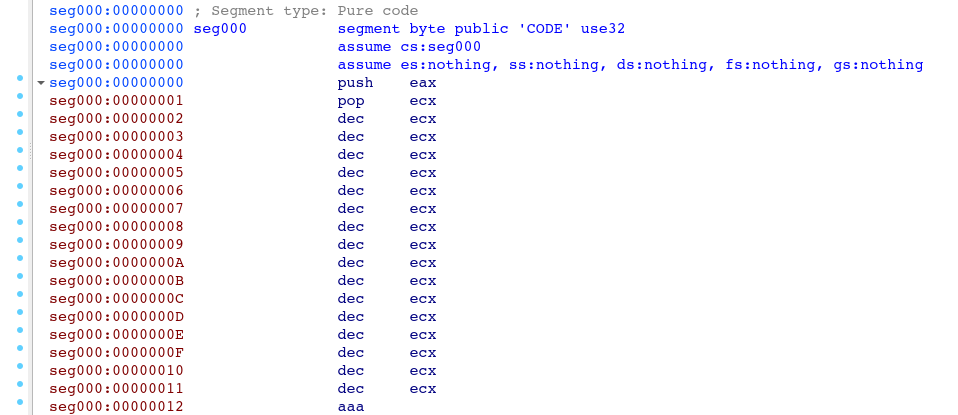 seg000:00000000 ; Segment type: Pure code
seg000:00000000 seg000 segment byte public 'CODE' use32
seg000:00000000 assume cs:seg000
seg000:00000000 assume es:nothing, ss:nothing, ds:nothing, fs:nothing, gs:nothing
seg000:00000000 push eax
seg000:00000001 pop ecx
seg000:00000002 dec ecx
seg000:00000003 dec ecx
seg000:00000004 dec ecx
seg000:00000005 dec ecx
seg000:00000006 dec ecx
seg000:00000007 dec ecx
seg000:00000008 dec ecx
seg000:00000009 dec ecx
seg000:0000000A dec ecx
seg000:0000000B dec ecx
seg000:0000000C dec ecx
seg000:0000000D dec ecx
seg000:0000000E dec ecx
seg000:0000000F dec ecx
seg000:00000010 dec ecx
seg000:00000011 dec ecx
seg000:00000012 aaa